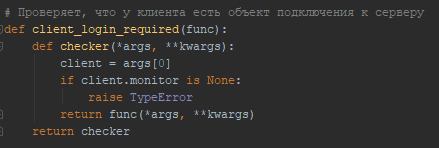 # Проверяет, что у клиента есть объект подключения к серверу
def client_login_required(func):
    def checker(*args, **kwargs):
        client = args[0]
        if client.monitor is None:
            raise TypeError
        return func(*args, **kwargs)
    return checker